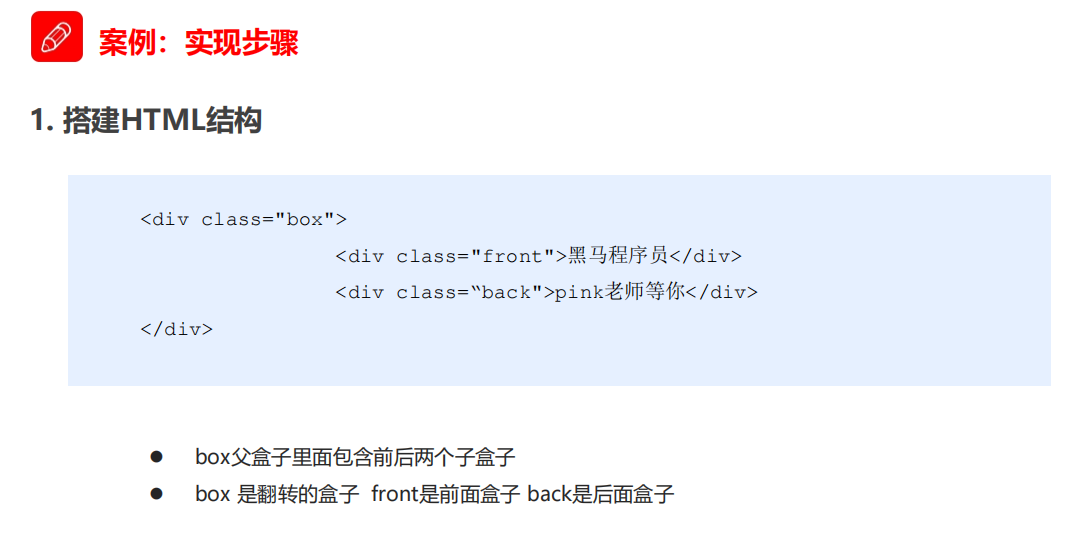 案例：实现步骤
1. 搭建HTML结构
<div class="box">
<div class="front">黑马程序员</div>
<div class=“back">pink老师等你</div>
</div>
● box父盒子里面包含前后两个子盒子
● box 是翻转的盒子 front是前面盒子 back是后面盒子